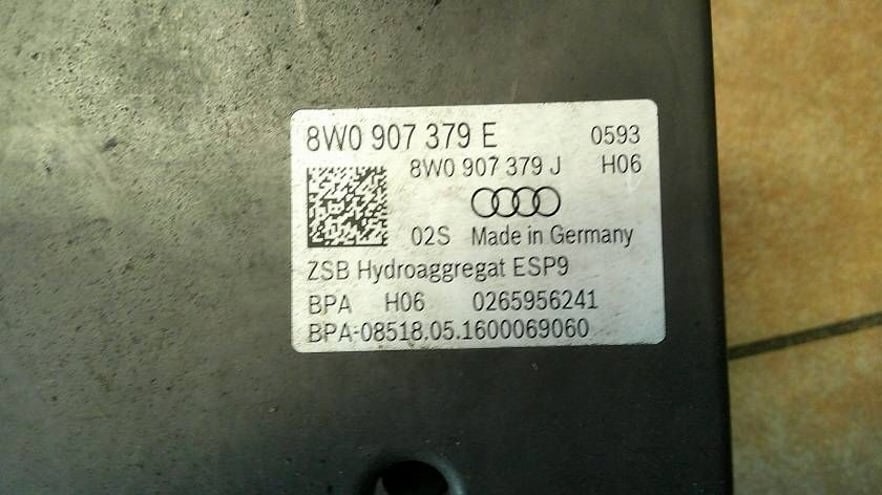 8W0 907 379 E 0593
8W0 907 379 J H06
02S Made in Germany
ZSB Hydroaggregat ESP9
BPA H06 0265956241
BPA-08518.05.1600069060